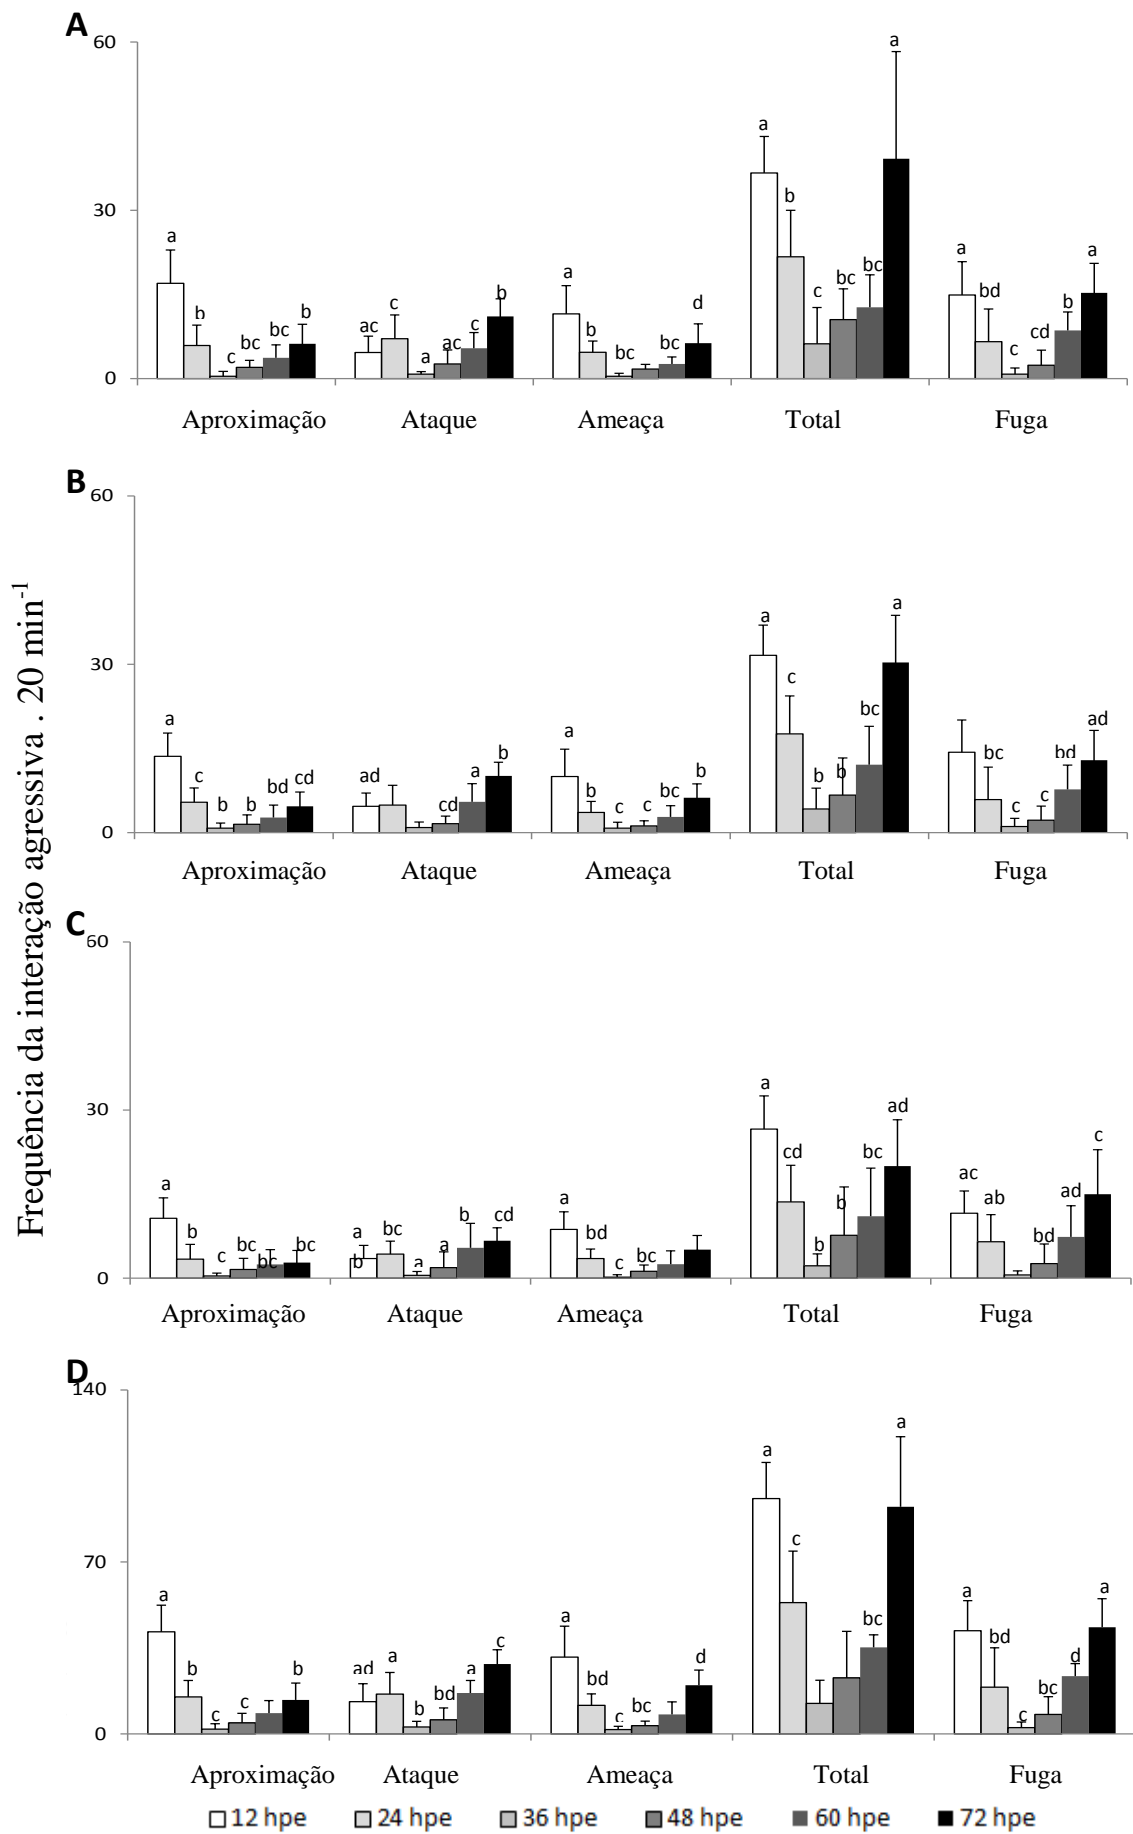 A
60
30
0
a
b
c
bc
bc
b
ac
c
a
ac
c
b
a
b
bc
bc
d
a
b
c
bc
bc
a
a
bd
c
cd
b
a
Aproximação Ataque Ameaça Total Fuga
B
60
30
0
a
c
b
b
bd
cd
ad
cd
a
b
a
b
c
c
b
a
c
b
b
bc
a
bc
c
c
bd
ad
Aproximação Ataque Ameaça Total Fuga
Frequência da interação agressiva . 20 min-1
C
60
30
0
a
b
c
bc
bc
bc
a
b
bc
a
a
b
cd
a
bd
c
bc
a
cd
b
b
bc
ad
ac
ab
bd
ad
c
Aproximação Ataque Ameaça Total Fuga
D
140
70
0
a
b
c
c
b
ad
a
b
bd
a
c
a
bd
c
bc
d
a
c
bc
a
a
bd
c
bc
d
a
Aproximação Ataque Ameaça Total Fuga
12 hpe 24 hpe 36 hpe 48 hpe 60 hpe 72 hpe